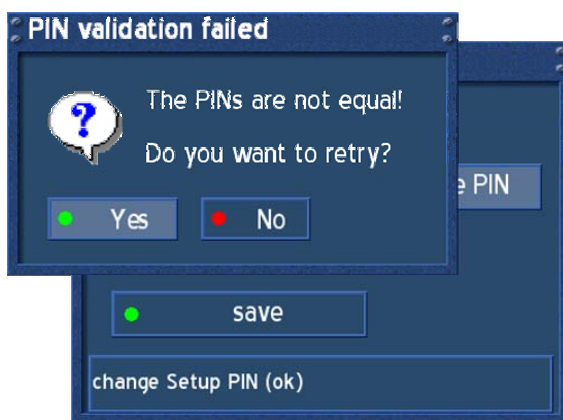 PIN validation failed
The PINs are not equal!
Do you want to retry?
Yes
No
PIN
save
change Setup PIN (ok)